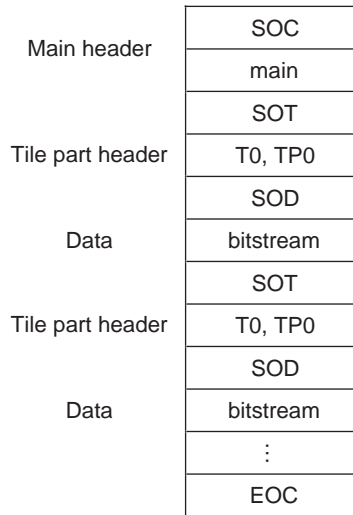 SOC
Main header
main
SOT
Tile part header T0, TP0
SOD
Data bitstream
SOT
Tile part header T0, TP0
SOD
Data bitstream
⋮
EOC